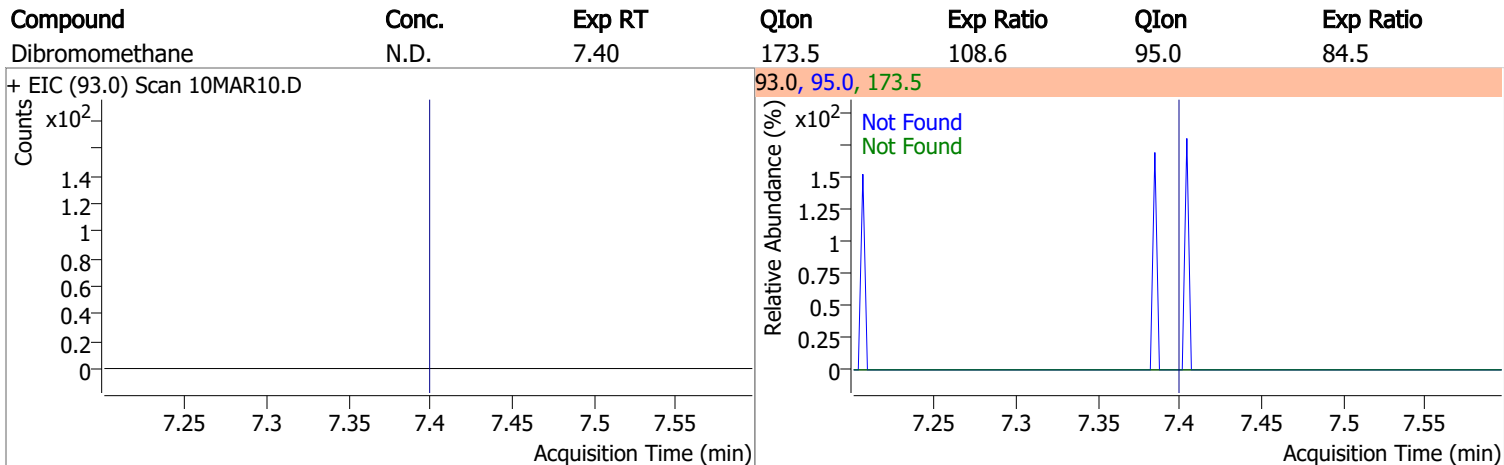 Compound Conc. Exp RT QIon Exp Ratio QIon Exp Ratio
Dibromomethane N.D. 7.40 173.5 108.6 95.0 84.5
+ EIC (93.0) Scan 10MAR10.D
Counts
x10²
1.4
1.2
1
0.8
0.6
0.4
0.2
0
7.25 7.3 7.35 7.4 7.45 7.5 7.55
Acquisition Time (min)
93.0, 95.0, 173.5
Relative Abundance (%)
x10²
Not Found
Not Found
1.5
1.25
1
0.75
0.5
0.25
0
7.25 7.3 7.35 7.4 7.45 7.5 7.55
Acquisition Time (min)